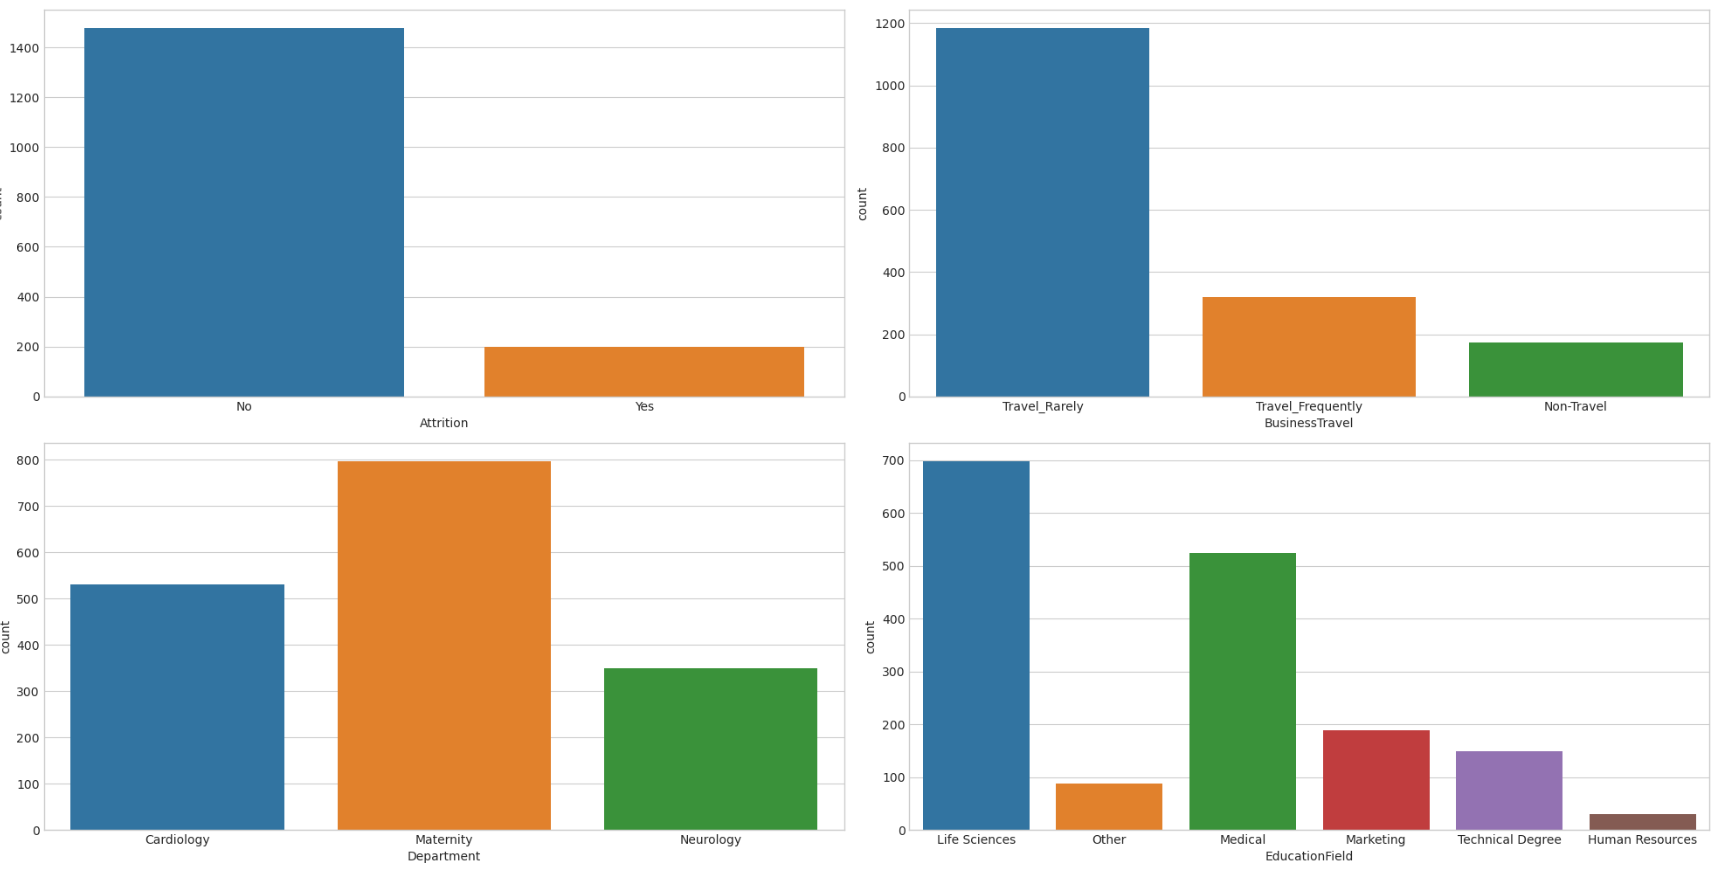 1400
1200
1000
800
600
400
200
0
count
No Yes
Attrition
1200
1000
800
600
400
200
0
count
Travel_Rarely Travel_Frequently Non-Travel
BusinessTravel
800
700
600
500
400
300
200
100
0
count
Cardiology Maternity Neurology
Department
700
600
500
400
300
200
100
0
count
Life Sciences Other Medical Marketing Technical Degree Human Resources
EducationField